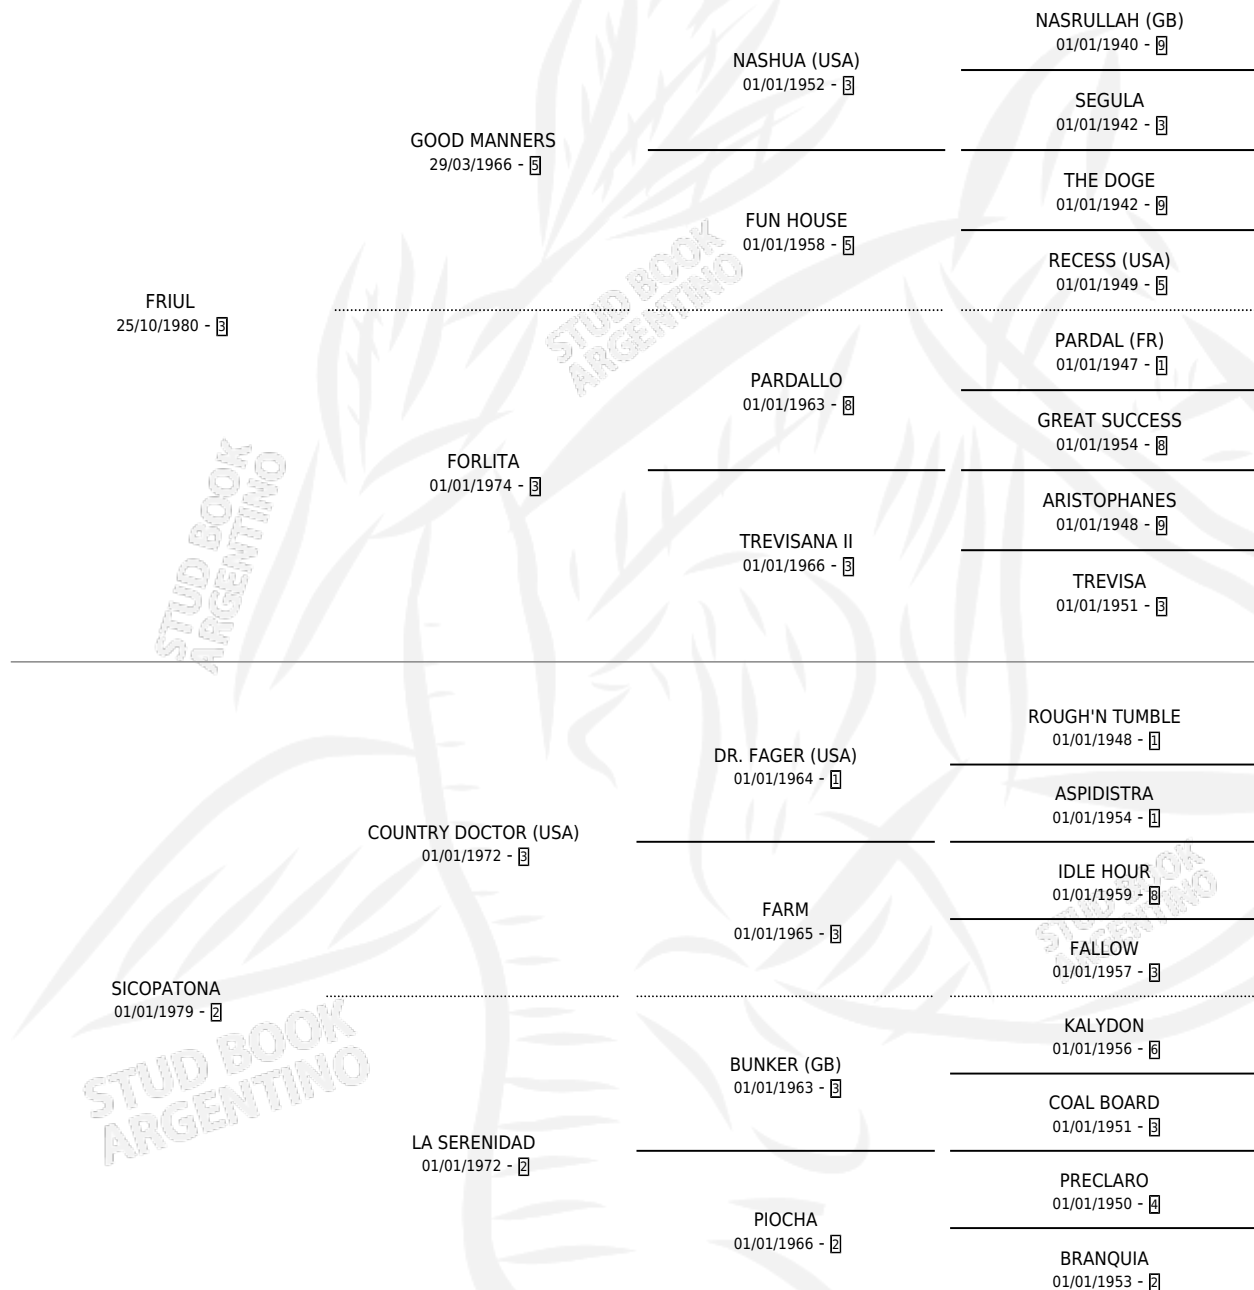 NASRULLAH (GB)
01/01/1940 - 9
NASHUA (USA)
01/01/1952 - 3
SEGULA
01/01/1942 - 3
GOOD MANNERS
29/03/1966 - 5
THE DOGE
01/01/1942 - 9
FUN HOUSE
01/01/1958 - 5
RECESS (USA)
01/01/1949 - 5
FRIUL
25/10/1980 - 3
PARDAL (FR)
01/01/1947 - 1
PARDALLO
01/01/1963 - 8
GREAT SUCCESS
01/01/1954 - 8
FORLITA
01/01/1974 - 3
ARISTOPHANES
01/01/1948 - 9
TREVISANA II
01/01/1966 - 3
TREVISA
01/01/1951 - 3
ROUGH'N TUMBLE
01/01/1948 - 1
DR. FAGER (USA)
01/01/1964 - 1
ASPIDISTRA
01/01/1954 - 1
COUNTRY DOCTOR (USA)
01/01/1972 - 3
IDLE HOUR
01/01/1959 - 8
FARM
01/01/1965 - 3
FALLOW
01/01/1957 - 3
SICOPATONA
01/01/1979 - 2
KALYDON
01/01/1956 - 6
BUNKER (GB)
01/01/1963 - 3
COAL BOARD
01/01/1951 - 3
LA SERENIDAD
01/01/1972 - 2
PRECLARO
01/01/1950 - 4
PIOCHA
01/01/1966 - 2
BRANQUIA
01/01/1953 - 2
STUD BOOK
ARGENTINO
STUD BOOK
ARGENTINO
STUD BOOK
ARGENTINO
STUD BOOK
ARGENTINO